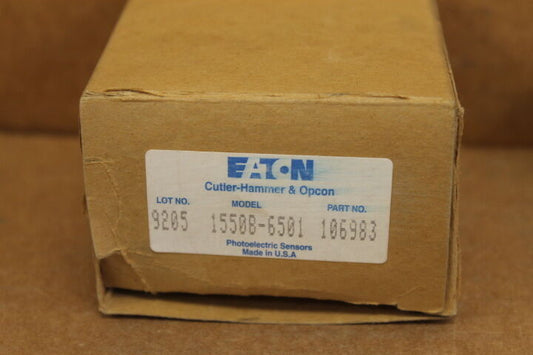 EATON
Cutler-Hammer & Opcon
LOT NO. MODEL PART NO.
9205 1550B-6501 106983
Photoelectric Sensors
Made in U.S.A